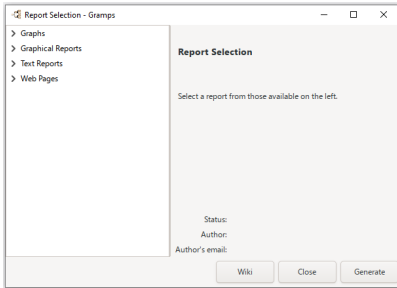 Report Selection - Gramps
Graphs
Graphical Reports
Text Reports
Web Pages
Report Selection
Select a report from those available on the left.
Status:
Author:
Author's email:
Wiki
Close
Generate